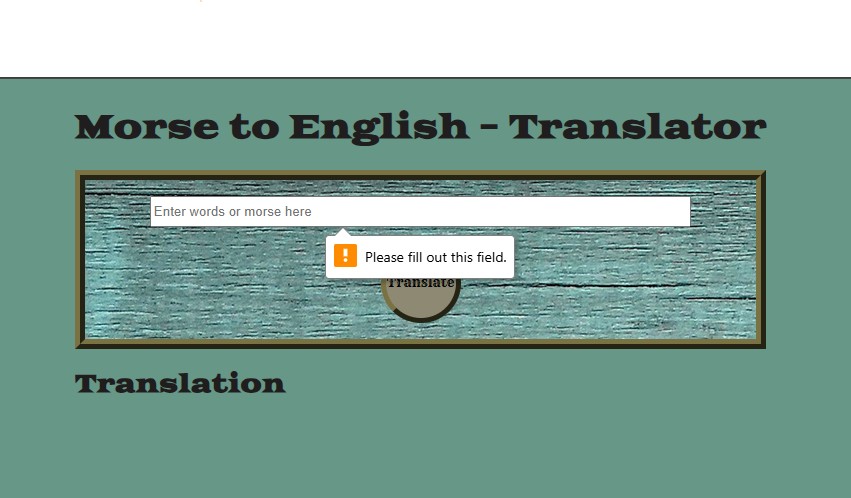 Morse to English - Translator
Enter words or morse here
Please fill out this field.
Translate
Translation